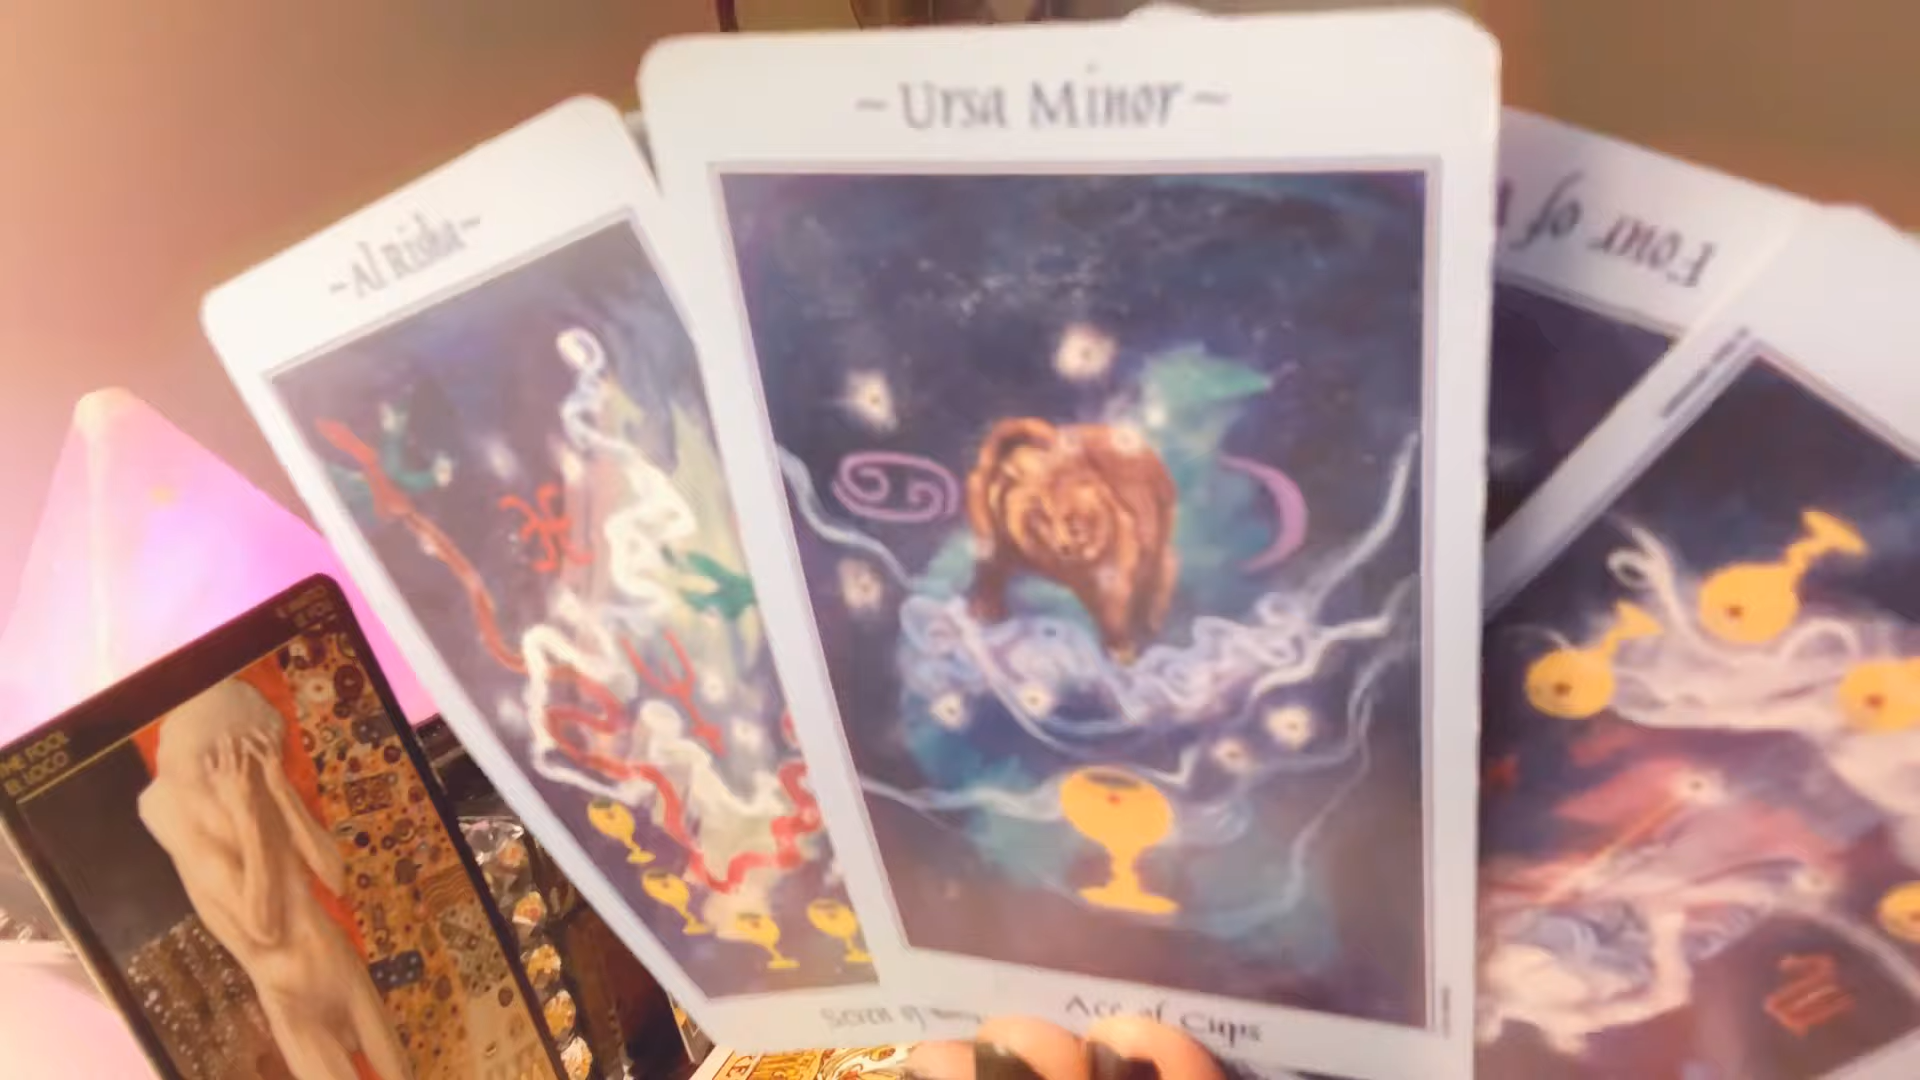 ~Ursa Minor~
~Al risha~
Four of
THE FOOL
EL LOCO
Ace of Cups